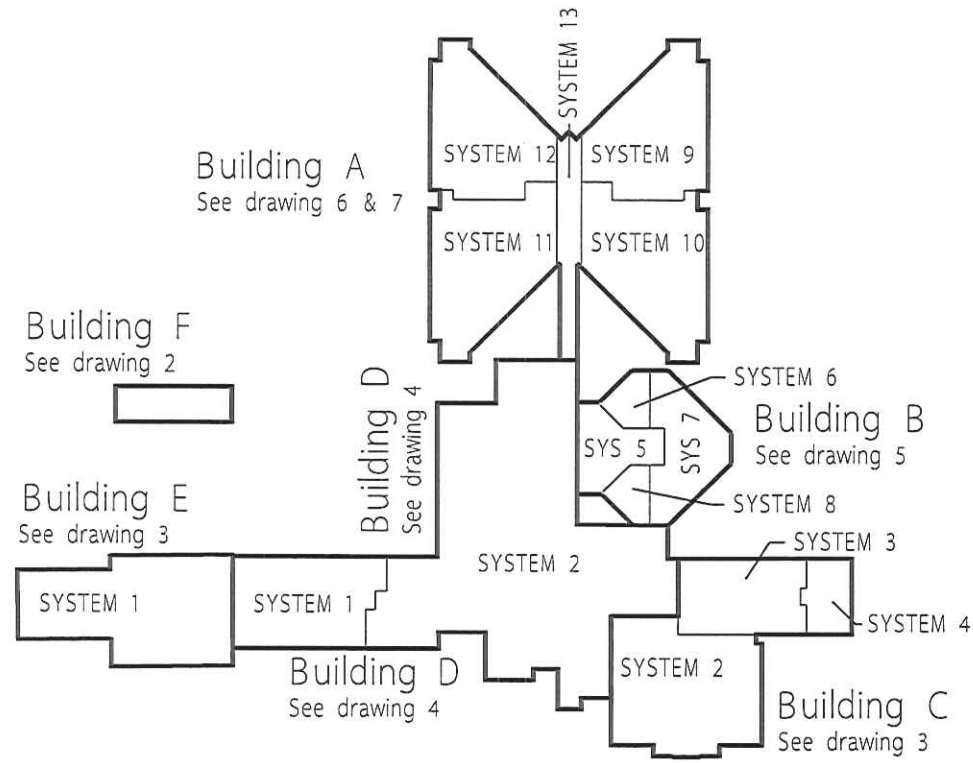 SYSTEM 13
SYSTEM 12
SYSTEM 9
Building A
See drawing 6 & 7
SYSTEM 11
SYSTEM 10
Building F
See drawing 2
Building D
See drawing 4
SYSTEM 6
SYS 5
SYS 7
Building B
See drawing 5
SYSTEM 8
Building E
See drawing 3
SYSTEM 1
SYSTEM 1
SYSTEM 2
SYSTEM 3
SYSTEM 4
Building D
See drawing 4
SYSTEM 2
Building C
See drawing 3